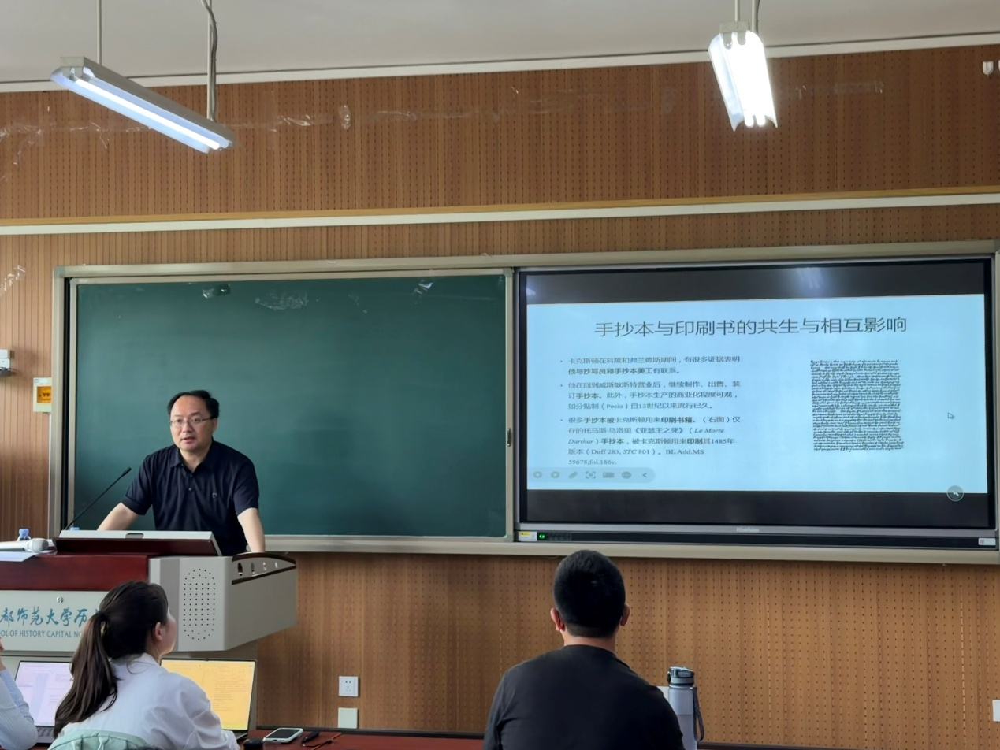 手抄本与印刷书的共生与相互影响
• 卡克斯顿在科隆和弗兰德斯期间，有很多证据表明
他与抄写员和手抄本美工有联系。
• 他在回到威斯敏斯特营业后，继续制作、出售、装
订手抄本。此外，手抄本生产的商业化程度可观，
如分贴制（Pecia）自13世纪以来流行已久。
• 很多手抄本被卡克斯顿用来印刷书籍。（右图）仅
存的托马斯·马洛里《亚瑟王之死》（Le Morte
Darthur）手抄本，被卡克斯顿用来印制其1485年
版本（Duff 283, STC 801）。BL Add.MS
59678,fol.186v.
都师范大学历
OL OF HISTORY CAPITAL NO